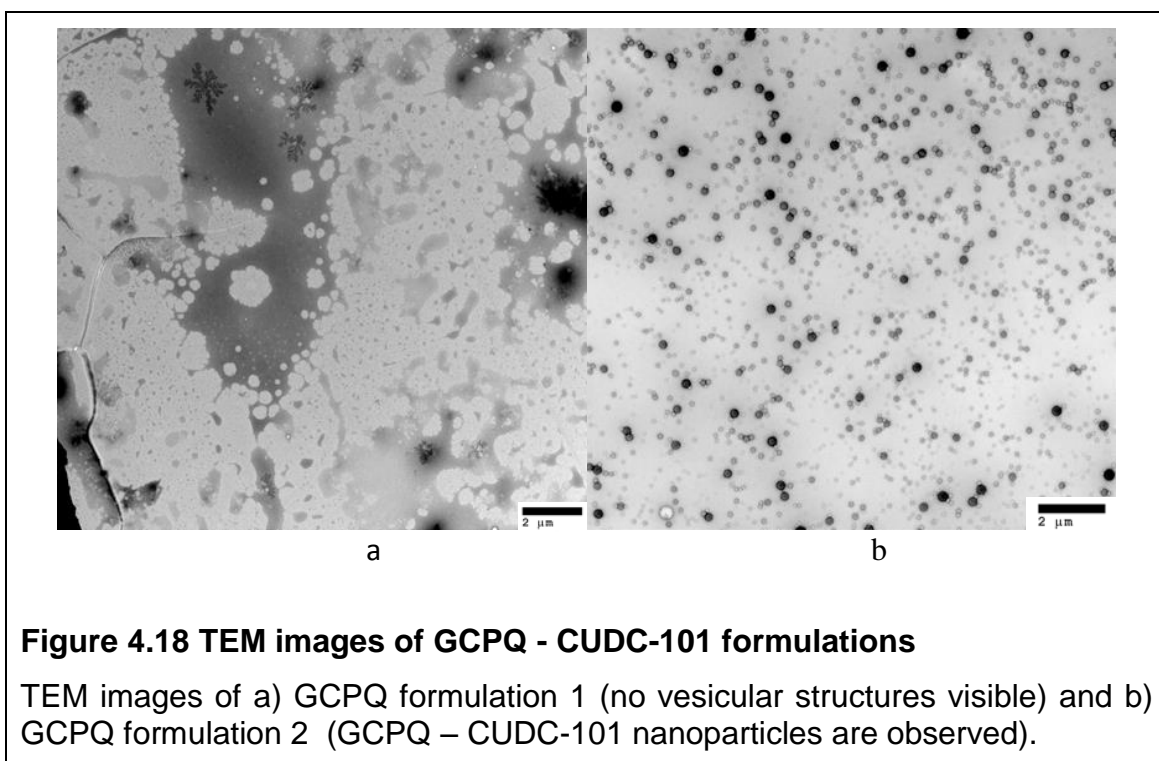 2 μm
2 μm
a
b
Figure 4.18 TEM images of GCPQ - CUDC-101 formulations
TEM images of a) GCPQ formulation 1 (no vesicular structures visible) and b)
GCPQ formulation 2 (GCPQ – CUDC-101 nanoparticles are observed).